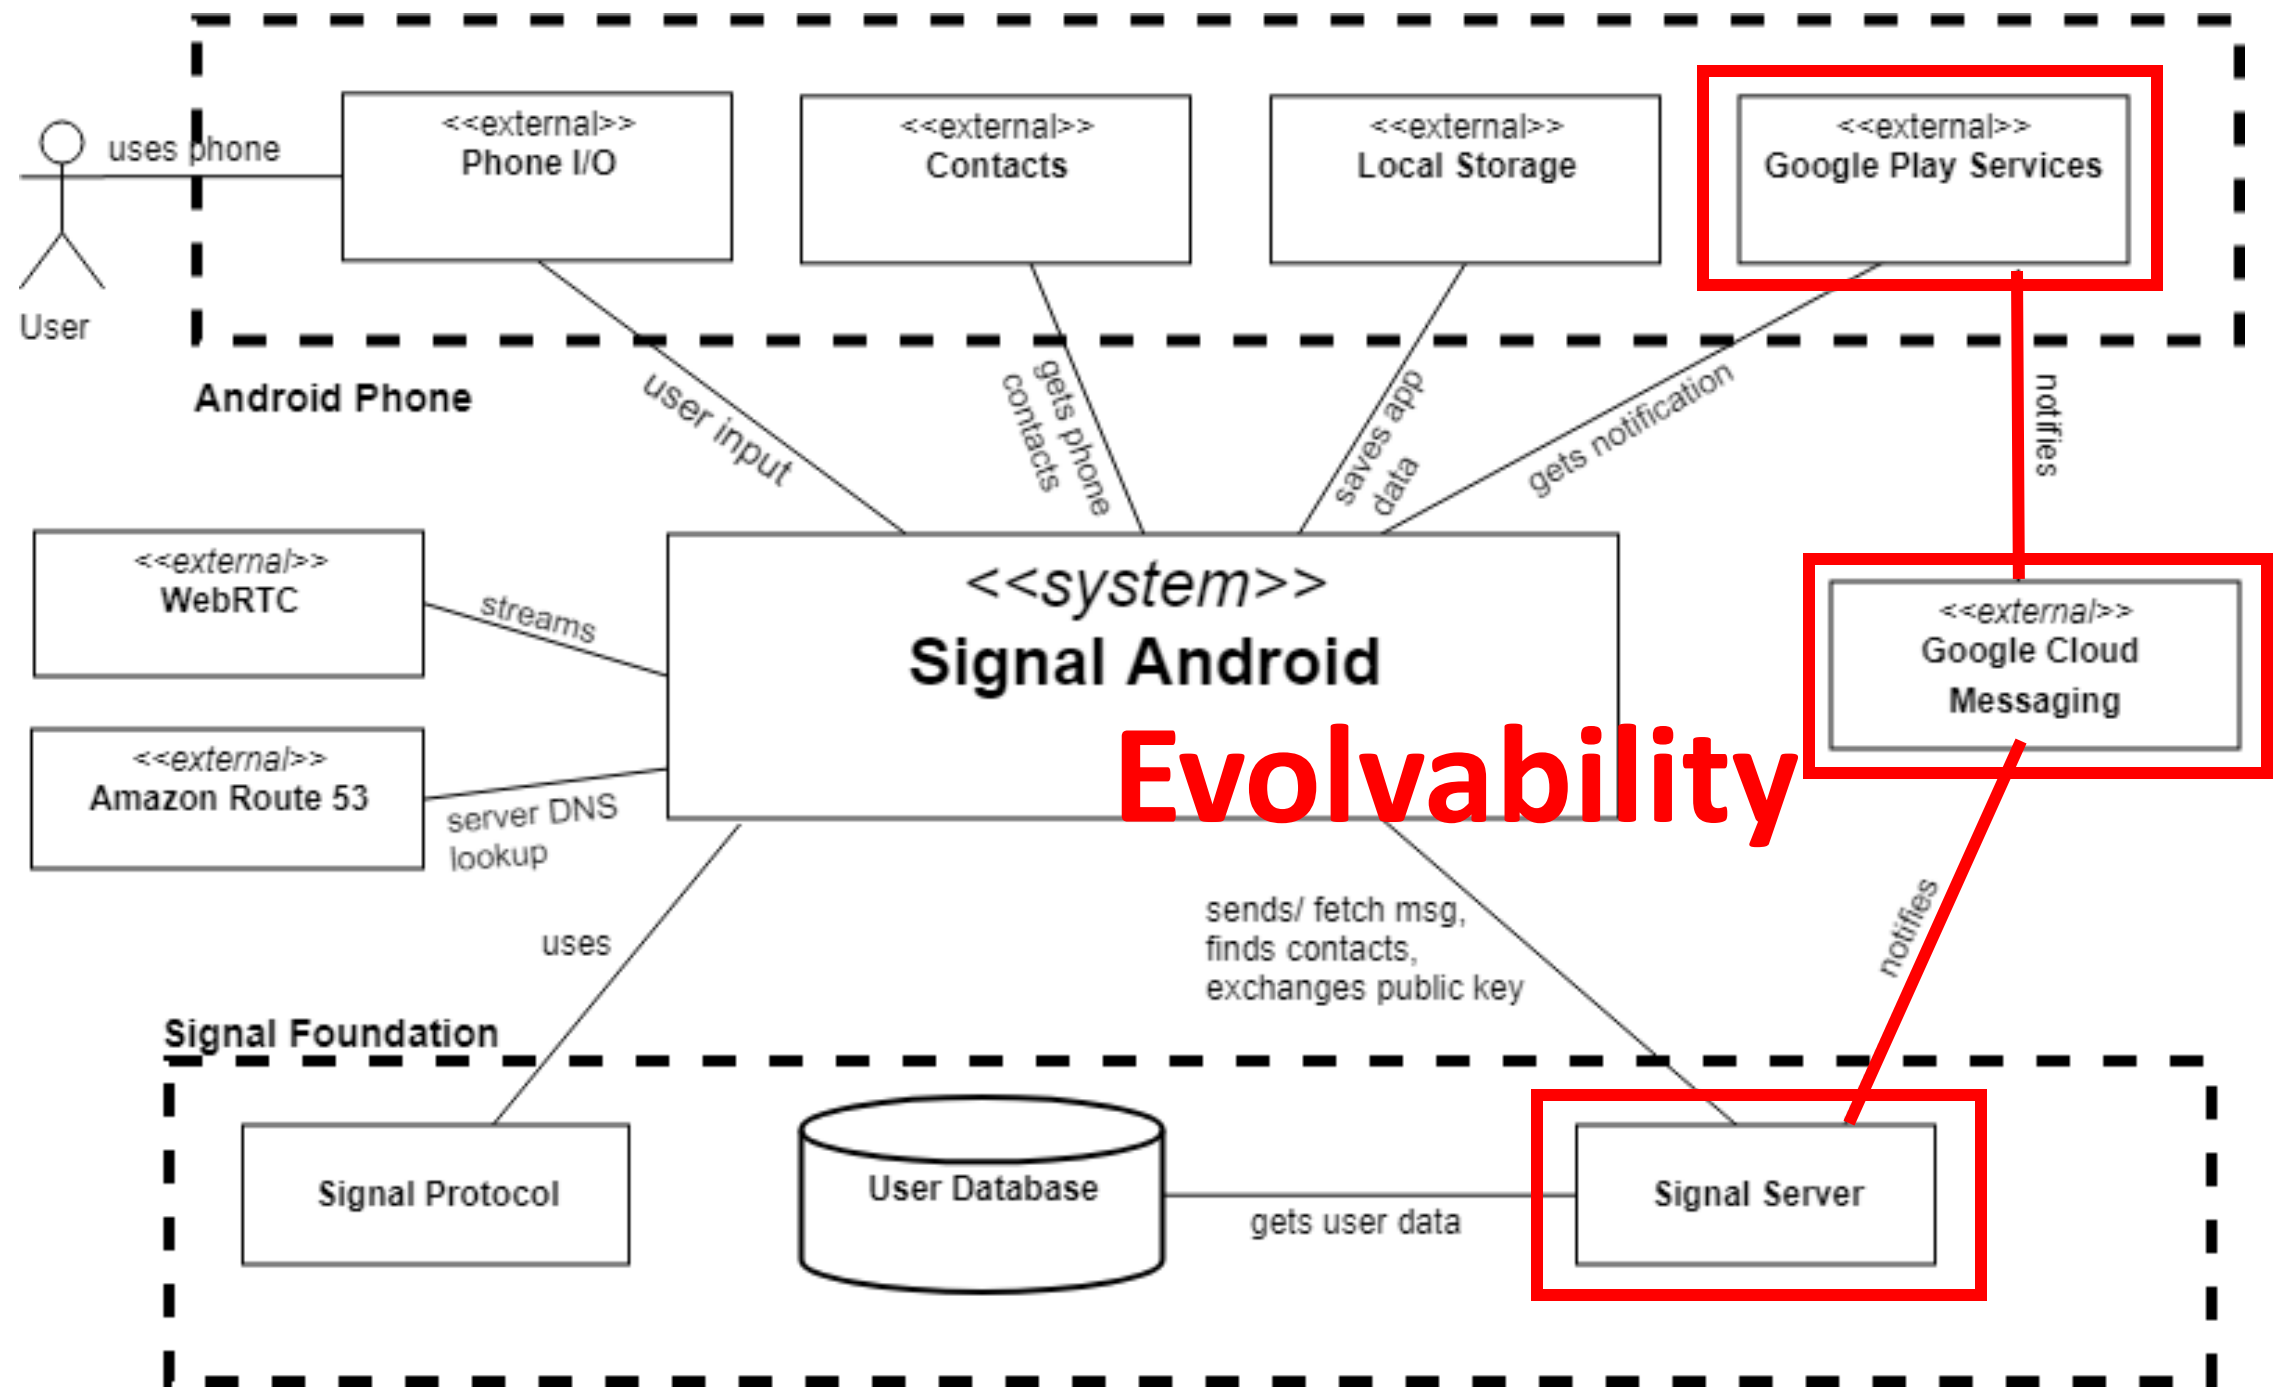 uses phone
User
<<external>>
Phone I/O
<<external>>
Contacts
<<external>>
Local Storage
<<external>>
Google Play Services
Android Phone
user input
gets phone
contacts
saves app
data
gets notification
notifies
<<external>>
WebRTC
streams
<<system>>
Signal Android
<<external>>
Google Cloud
Messaging
Evolvability
<<external>>
Amazon Route 53
server DNS
lookup
uses
sends/ fetch msg,
finds contacts,
exchanges public key
notifies
Signal Foundation
Signal Protocol
User Database
gets user data
Signal Server